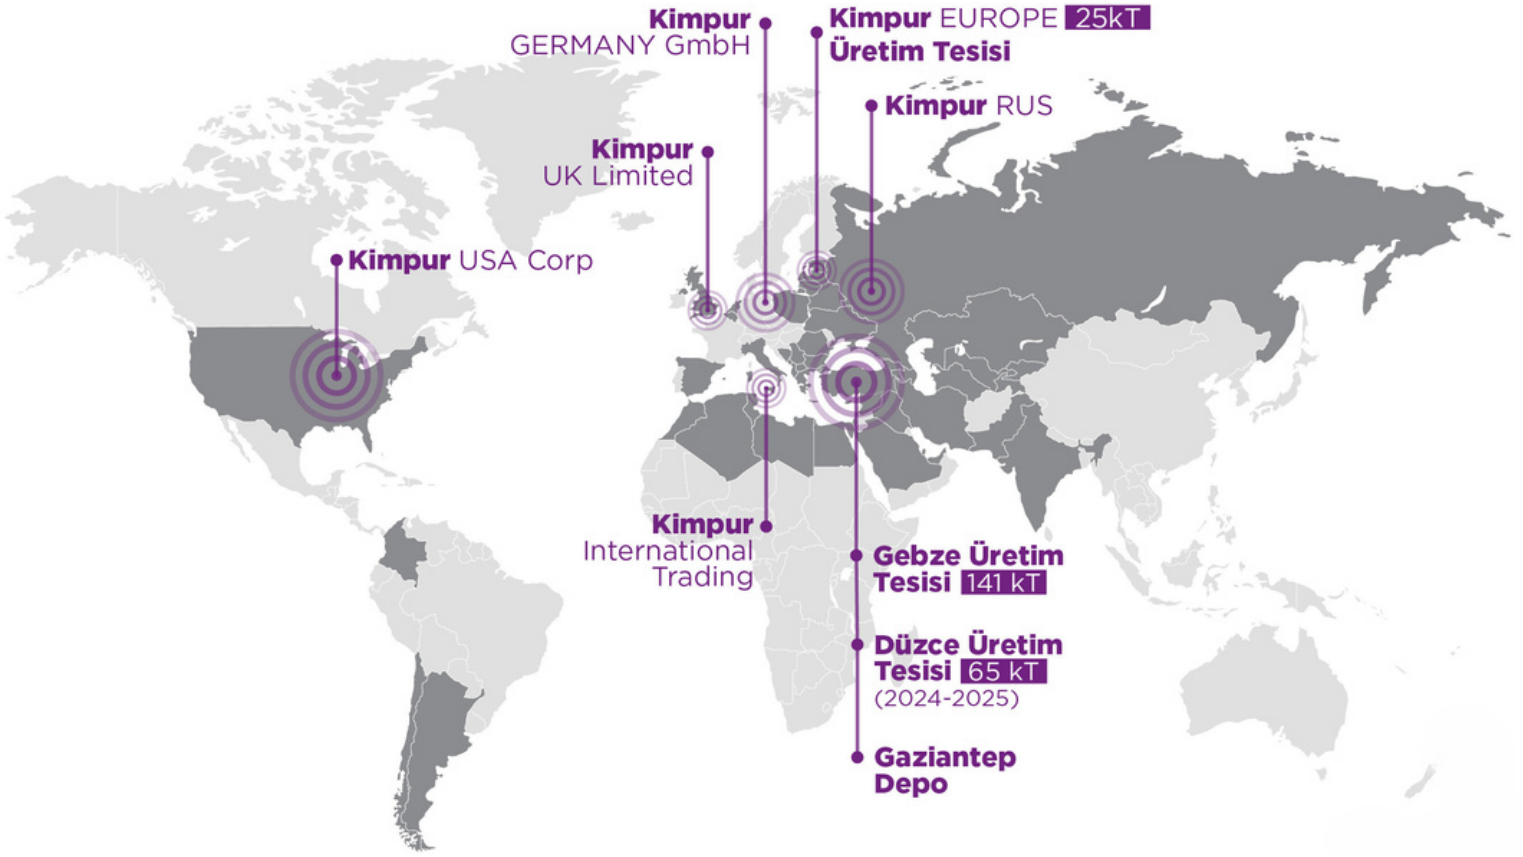 Kimpur
GERMANY GmbH
Kimpur EUROPE 25kT
Üretim Tesisi
Kimpur RUS
Kimpur
UK Limited
Kimpur USA Corp
Kimpur
International
Trading
Gebze Üretim
Tesisi 141 kT
Düzce Üretim
Tesisi 65 kT
(2024-2025)
Gaziantep
Depo